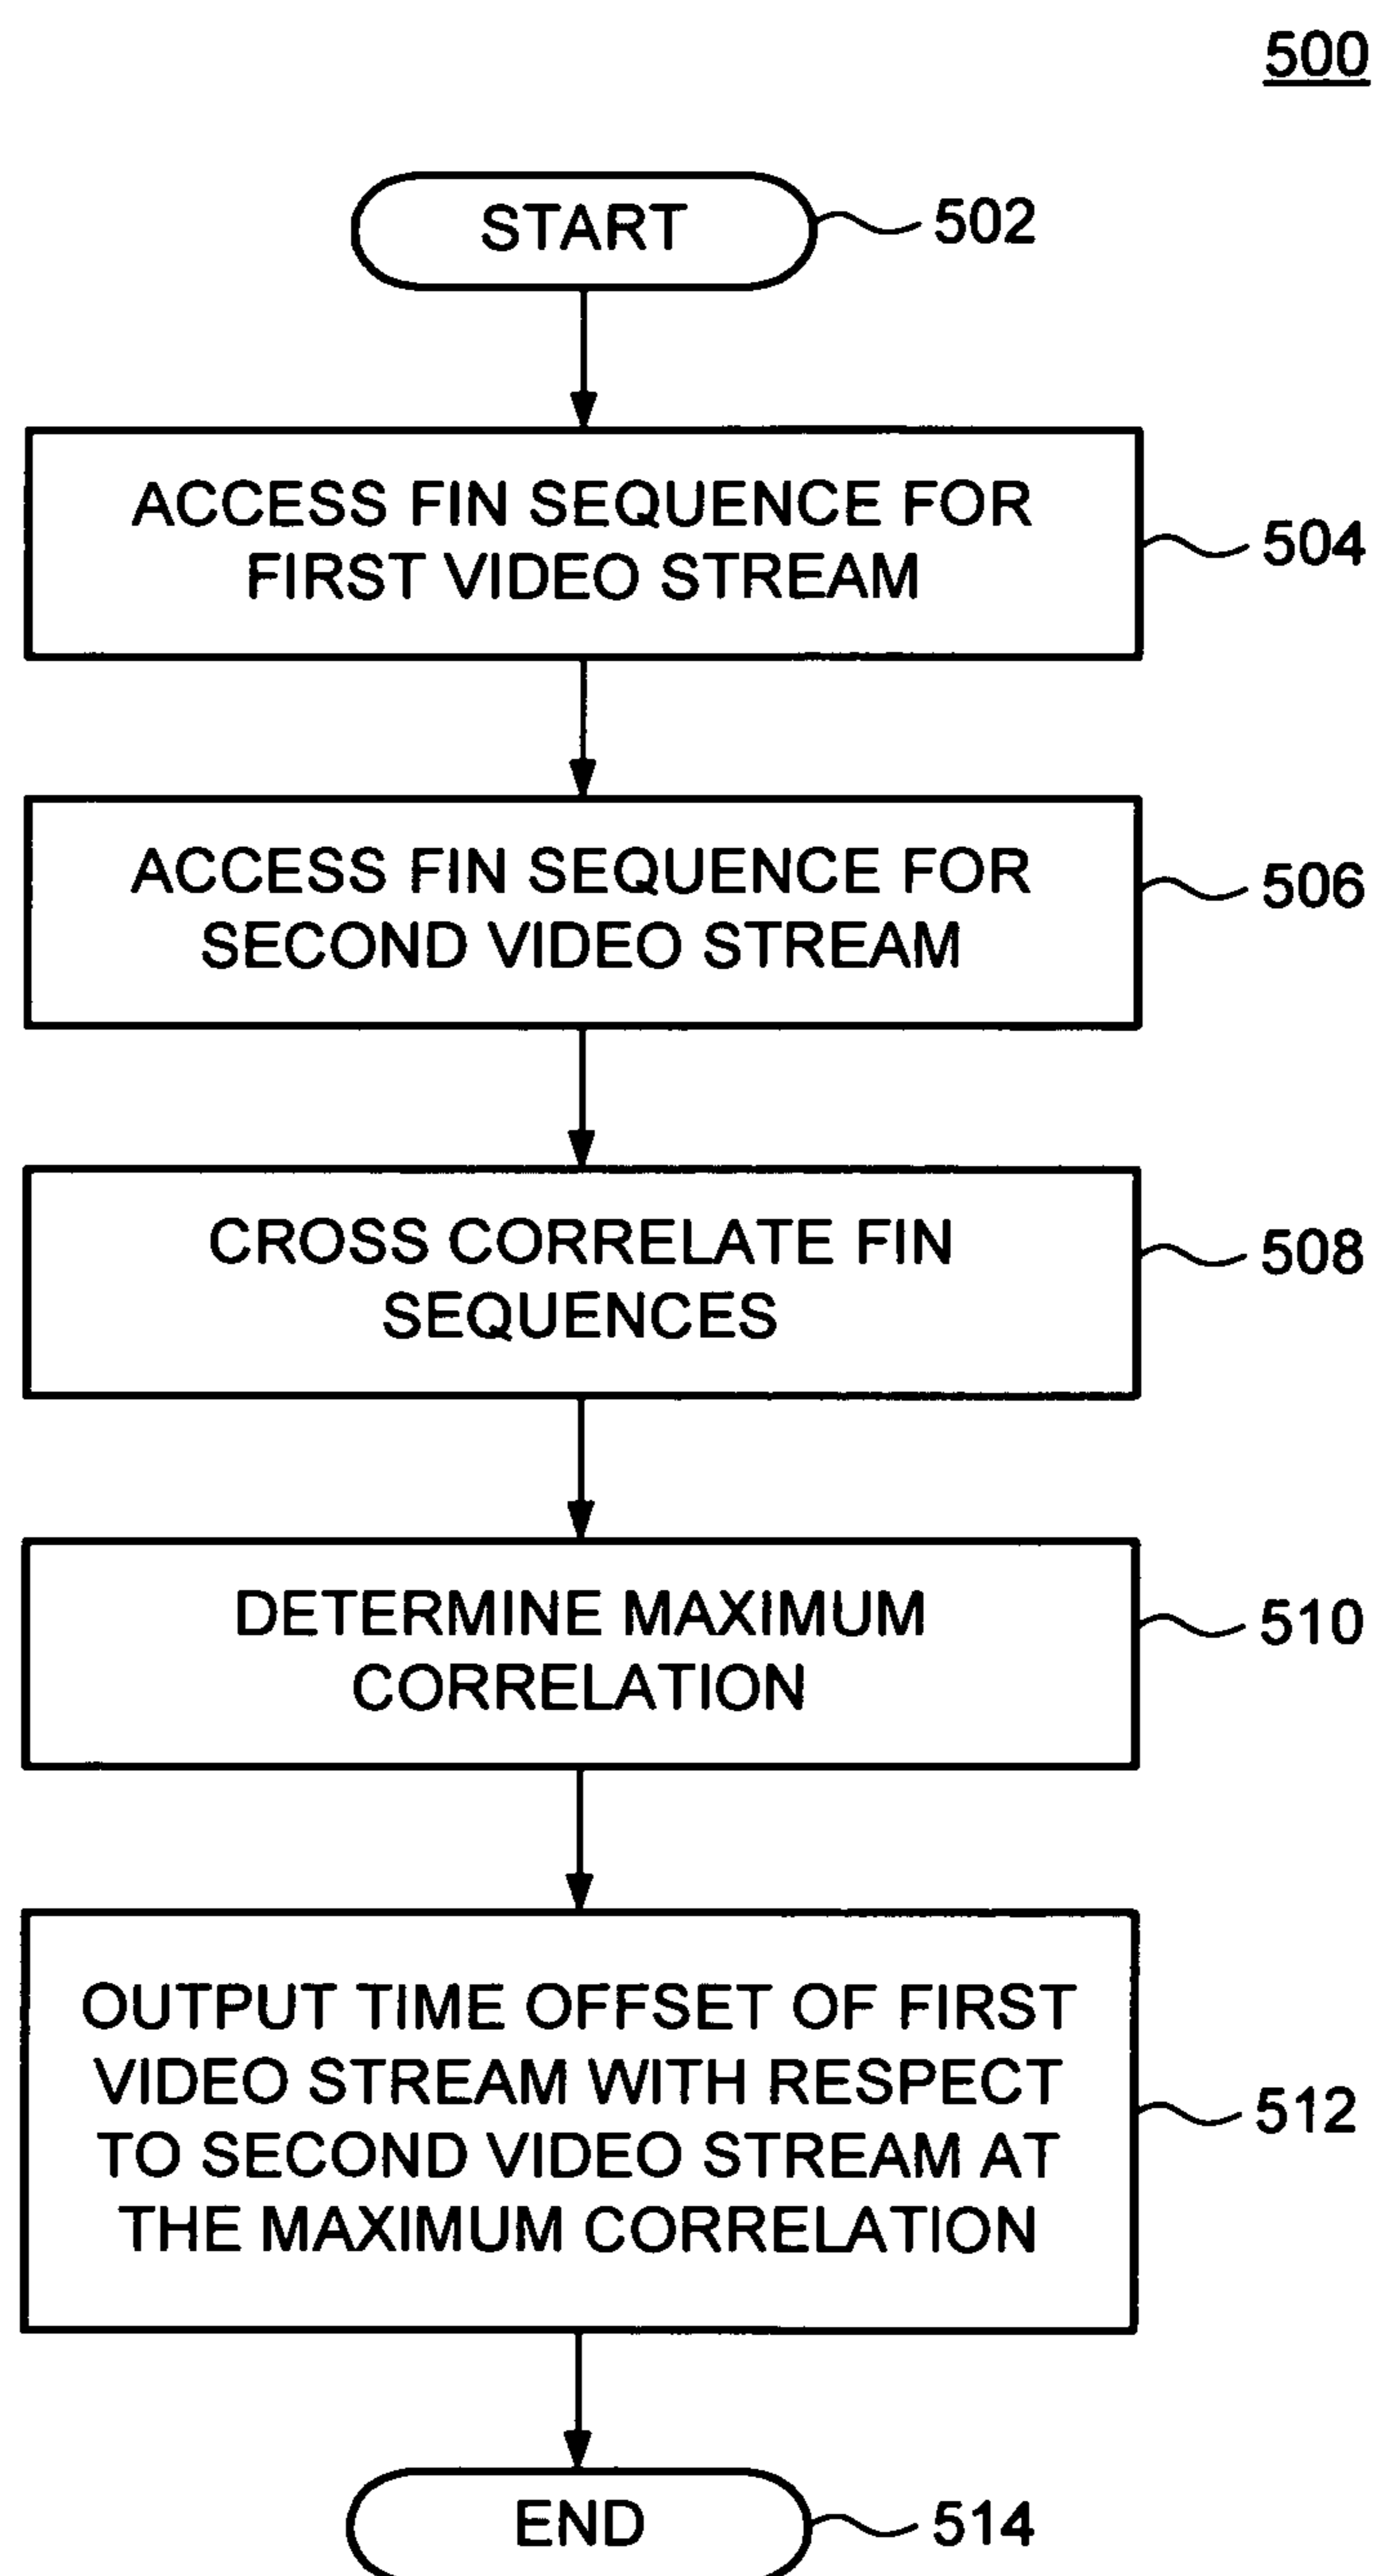 500
START
502
ACCESS FIN SEQUENCE FOR
FIRST VIDEO STREAM
504
ACCESS FIN SEQUENCE FOR
SECOND VIDEO STREAM
506
CROSS CORRELATE FIN
SEQUENCES
508
DETERMINE MAXIMUM
CORRELATION
510
OUTPUT TIME OFFSET OF FIRST
VIDEO STREAM WITH RESPECT
TO SECOND VIDEO STREAM AT
THE MAXIMUM CORRELATION
512
END
514